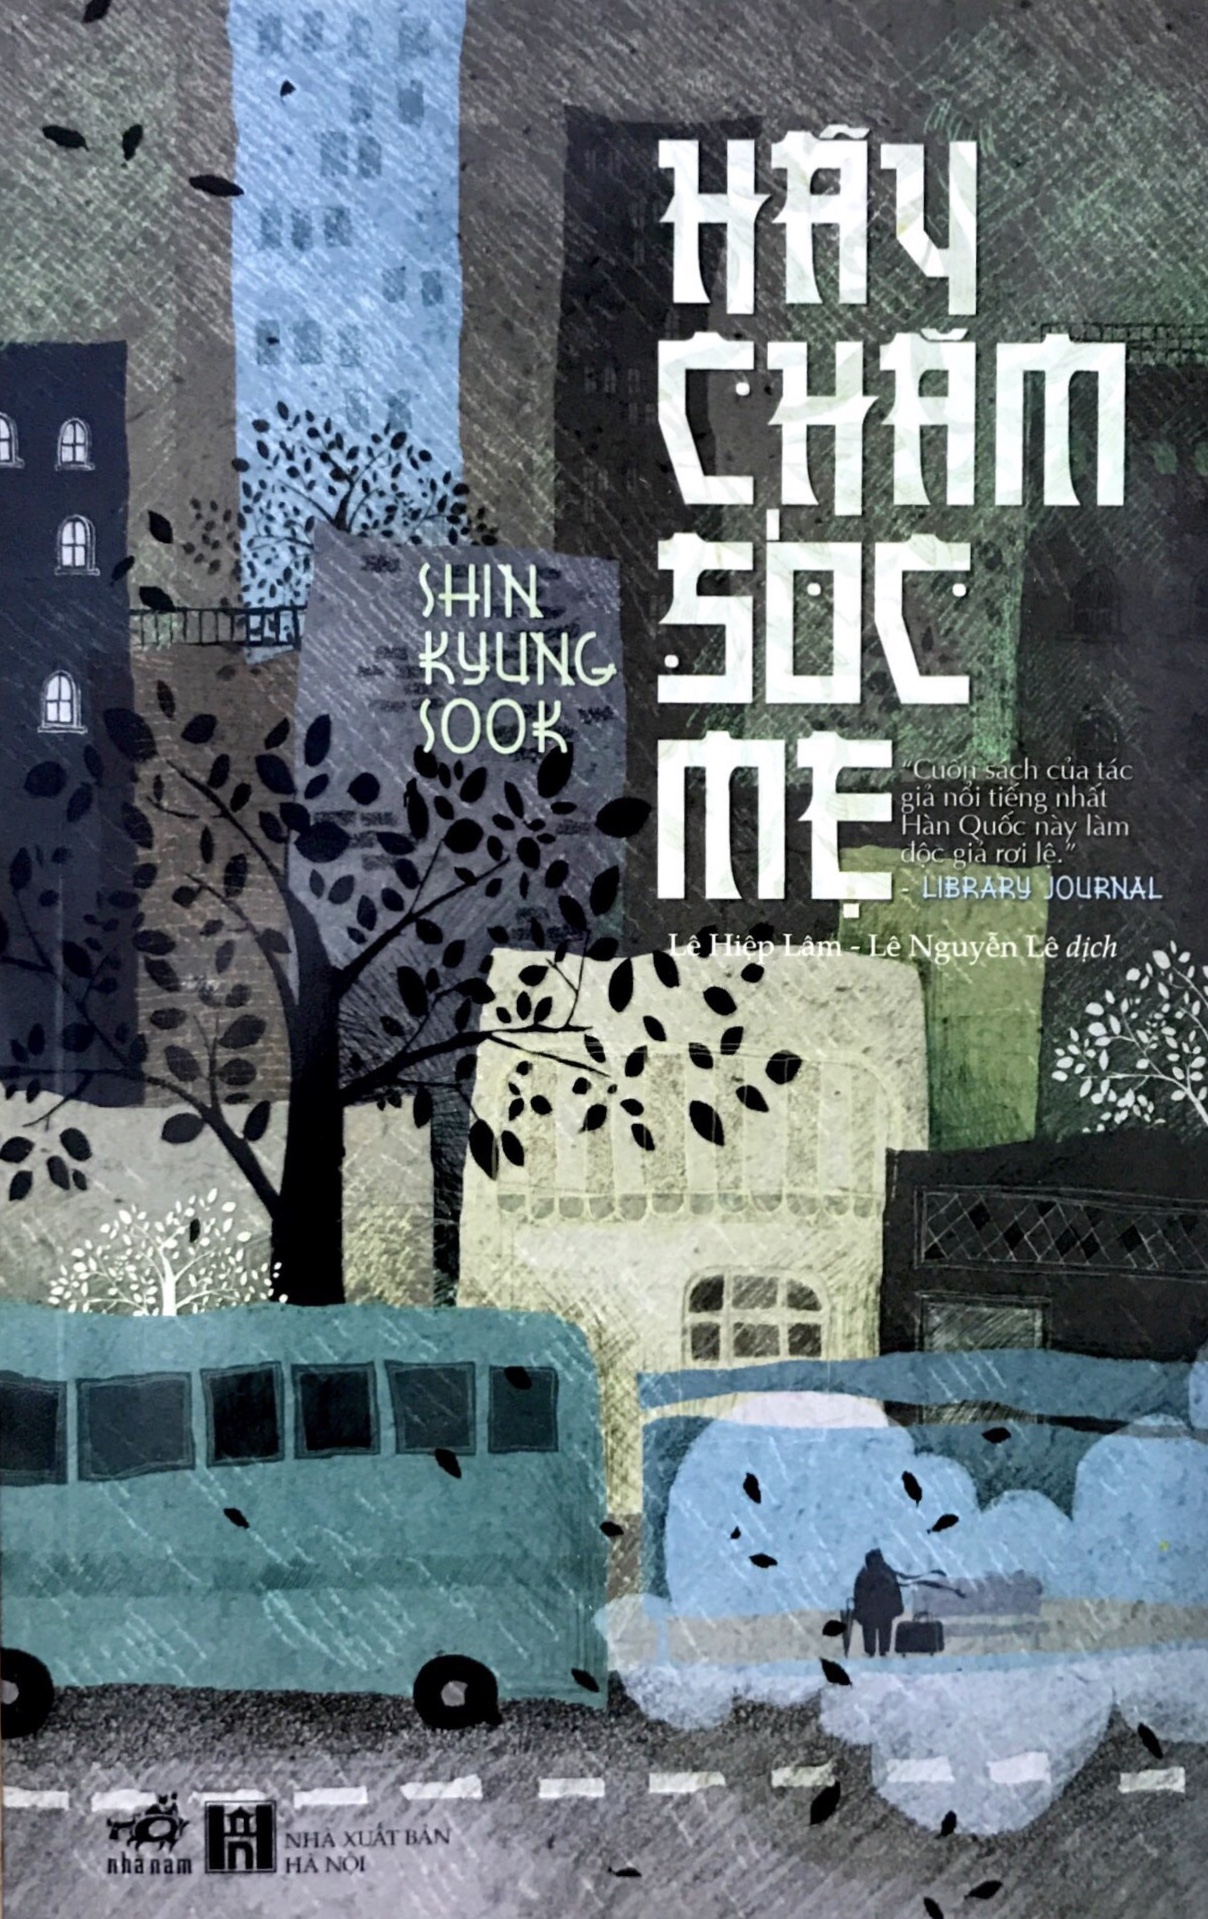 HÃY
CHĂM
SÓC
MẸ
SHIN
KYUNG
SOOK
“Cuốn sách của tác
giả nổi tiếng nhất
Hàn Quốc này làm
độc giả rơi lệ.”
- LIBRARY JOURNAL
Lê Hiệp Lâm - Lê Nguyễn Lê dịch
nhã nam
NHÀ XUẤT BẢN
HÀ NỘI